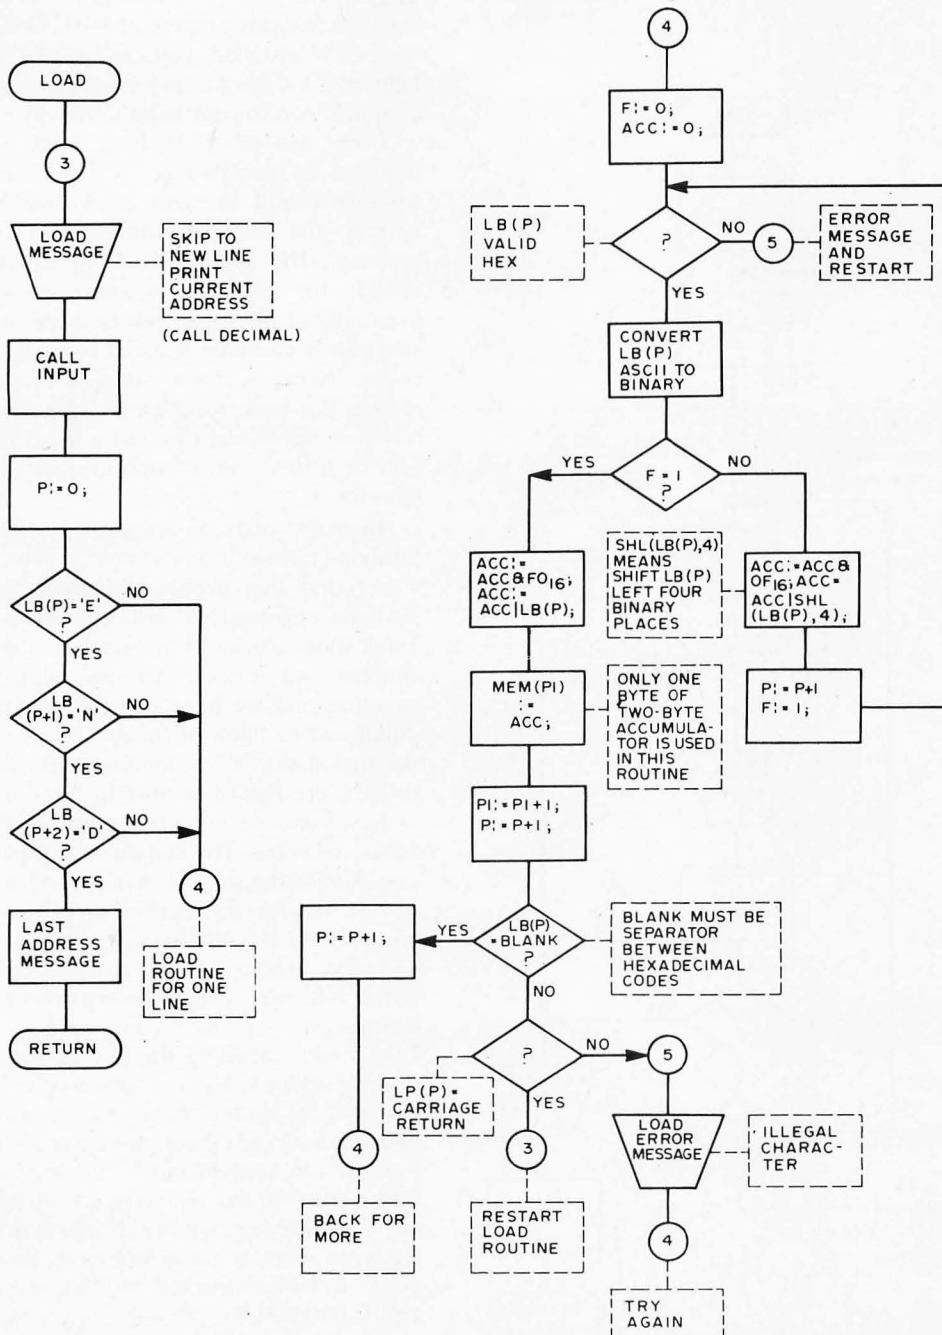 LOAD
3
LOAD
MESSAGE
SKIP TO
NEW LINE
PRINT
CURRENT
ADDRESS
(CALL DECIMAL)
CALL
INPUT
P:=0;
LB(P)='E'
?
NO
YES
LB
(P+1)='N'
?
NO
YES
LB
(P+2)='D'
?
NO
YES
4
LOAD
ROUTINE
FOR ONE
LINE
LAST
ADDRESS
MESSAGE
RETURN
4
F:=0;
ACC:=0;
LB(P)
VALID
HEX
?
NO
5
ERROR
MESSAGE
AND
RESTART
YES
CONVERT
LB(P)
ASCII TO
BINARY
YES
F=1
?
NO
ACC:=
ACC&F0₁₆;
ACC:=
ACC|LB(P);
SHL(LB(P),4)
MEANS
SHIFT LB(P)
LEFT FOUR
BINARY
PLACES
ACC:=ACC&
OF₁₆;ACC=
ACC|SHL
(LB(P),4);
MEM(P1)
:=
ACC;
ONLY ONE
BYTE OF
TWO-BYTE
ACCUMULA-
TOR IS USED
IN THIS
ROUTINE
P:=P+1
F:=1;
P1:=P1+1;
P:=P+1;
P:=P+1;
YES
LB(P)
=BLANK
?
BLANK MUST BE
SEPARATOR
BETWEEN
HEXADECIMAL
CODES
NO
?
NO
5
LP(P)=
CARRIAGE
RETURN
YES
LOAD
ERROR
MESSAGE
ILLEGAL
CHARAC-
TER
4
3
BACK FOR
MORE
RESTART
LOAD
ROUTINE
4
TRY
AGAIN